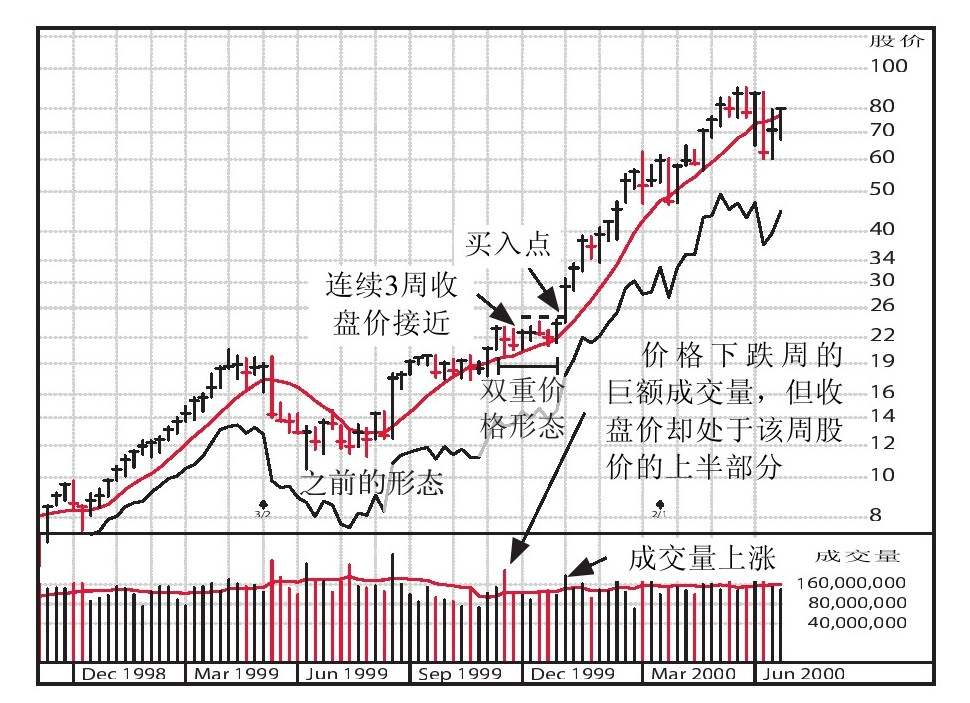 股价
100
80
70
60
50
40
34
30
26
22
19
16
14
12
10
8
买入点
连续3周收
盘价接近
双重价
格形态
价格下跌周的
巨额成交量，但收
盘价却处于该周股
价的上半部分
之前的形态
3/2
2/1
成交量上涨
成交量
160,000,000
80,000,000
40,000,000
Dec 1998
Mar 1999
Jun 1999
Sep 1999
Dec 1999
Mar 2000
Jun 2000